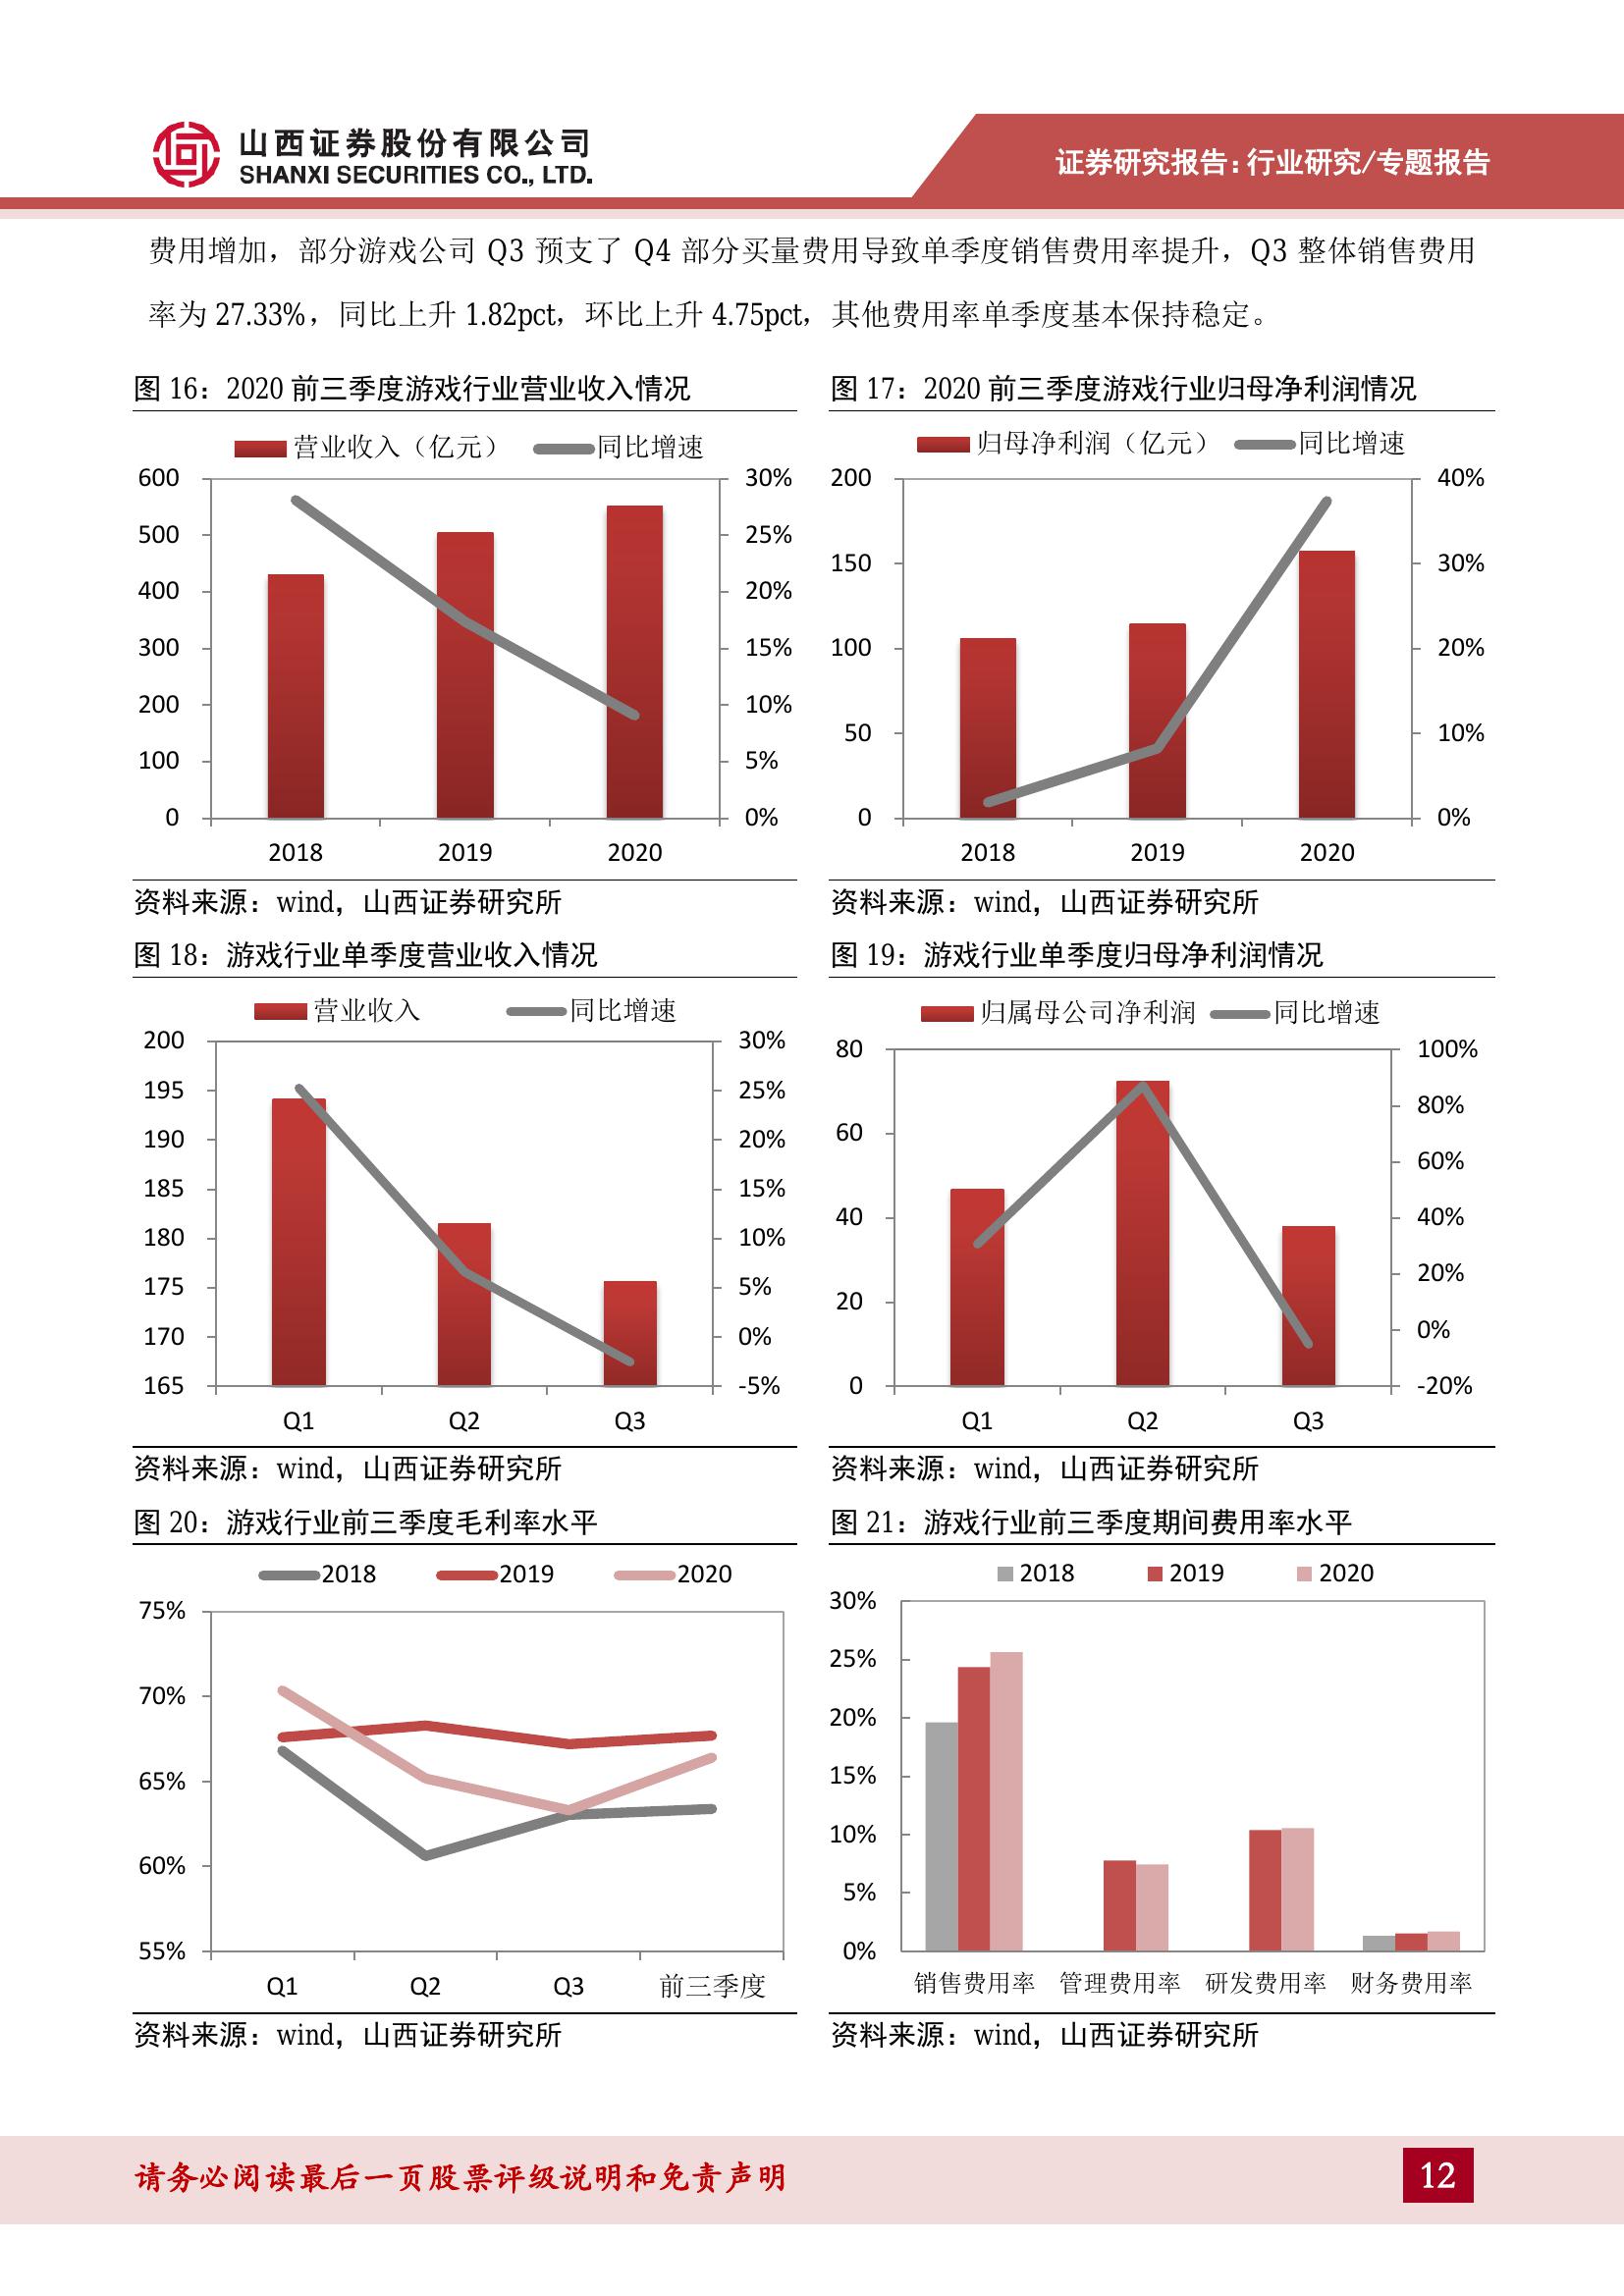 山西证券股份有限公司
SHANXI SECURITIES CO., LTD.
证券研究报告:行业研究/专题报告
费用增加，部分游戏公司 Q3 预支了 Q4 部分买量费用导致单季度销售费用率提升，Q3 整体销售费用
率为 27.33%，同比上升 1.82pct，环比上升 4.75pct，其他费用率单季度基本保持稳定。
图 16：2020 前三季度游戏行业营业收入情况
营业收入（亿元） 同比增速
600 30%
500 25%
400 20%
300 15%
200 10%
100 5%
0 0%
2018 2019 2020
资料来源：wind，山西证券研究所
图 17：2020 前三季度游戏行业归母净利润情况
归母净利润（亿元） 同比增速
200 40%
150 30%
100 20%
50 10%
0 0%
2018 2019 2020
资料来源：wind，山西证券研究所
图 18：游戏行业单季度营业收入情况
营业收入 同比增速
200 30%
195 25%
190 20%
185 15%
180 10%
175 5%
170 0%
165 -5%
Q1 Q2 Q3
资料来源：wind，山西证券研究所
图 19：游戏行业单季度归母净利润情况
归属母公司净利润 同比增速
80 100%
80%
60
60%
40 40%
20%
20
0%
0 -20%
Q1 Q2 Q3
资料来源：wind，山西证券研究所
图 20：游戏行业前三季度毛利率水平
2018 2019 2020
75%
70%
65%
60%
55%
Q1 Q2 Q3 前三季度
资料来源：wind，山西证券研究所
图 21：游戏行业前三季度期间费用率水平
2018 2019 2020
30%
25%
20%
15%
10%
5%
0%
销售费用率 管理费用率 研发费用率 财务费用率
资料来源：wind，山西证券研究所
请务必阅读最后一页股票评级说明和免责声明
12